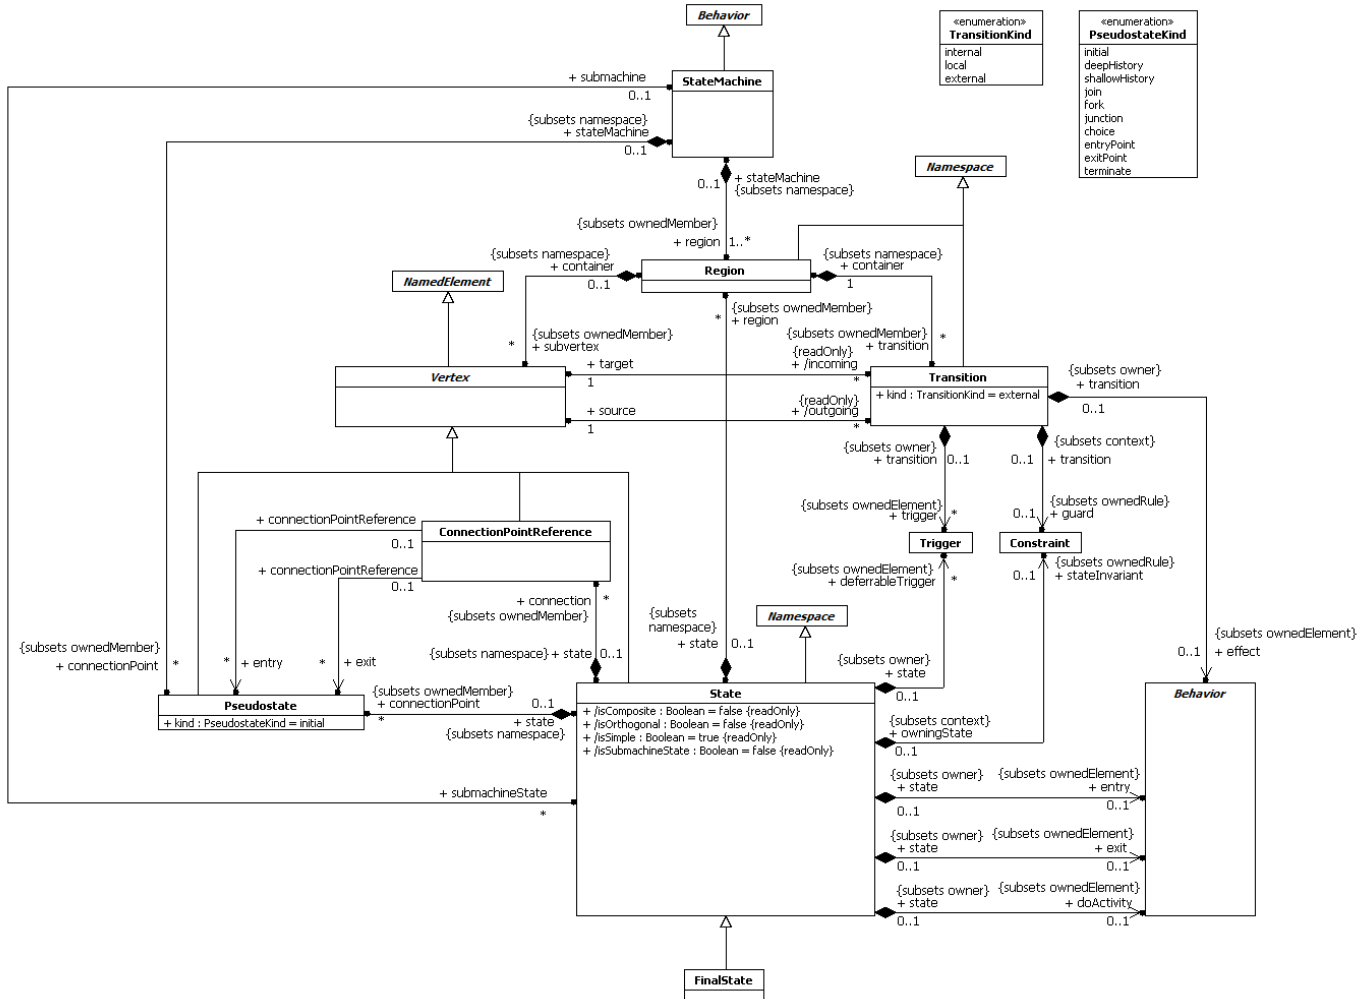 Behavior
«enumeration»
TransitionKind
internal
local
external
«enumeration»
PseudostateKind
initial
deepHistory
shallowHistory
join
fork
junction
choice
entryPoint
exitPoint
terminate
+ submachine
0..1
StateMachine
{subsets namespace}
+ stateMachine
0..1
0..1
+ stateMachine
{subsets namespace}
Namespace
{subsets ownedMember}
+ region
1..*
{subsets namespace}
+ container
0..1
Region
{subsets namespace}
+ container
1
NamedElement
{subsets ownedMember}
+ subvertex
*
{subsets ownedMember}
+ region
*
{subsets ownedMember}
+ transition
*
Vertex
+ target
1
{readOnly}
+ /incoming
*
+ source
1
{readOnly}
+ /outgoing
*
Transition
+ kind : TransitionKind = external
{subsets owner}
+ transition
0..1
{subsets owner}
+ transition
0..1
{subsets context}
+ transition
0..1
{subsets ownedElement}
+ trigger
*
{subsets ownedRule}
+ guard
0..1
+ connectionPointReference
0..1
+ connectionPointReference
0..1
ConnectionPointReference
Trigger
Constraint
{subsets ownedElement}
+ deferrableTrigger
*
{subsets ownedRule}
+ stateInvariant
0..1
+ connection
*
{subsets ownedMember}
{subsets
namespace}
+ state
0..1
Namespace
{subsets ownedMember}
+ connectionPoint
*
*
+ entry
*
+ exit
{subsets namespace} + state
0..1
{subsets owner}
+ state
0..1
{subsets ownedElement}
+ effect
0..1
Pseudostate
+ kind : PseudostateKind = initial
{subsets ownedMember}
+ connectionPoint
*
0..1
+ state
{subsets namespace}
State
+ /isComposite : Boolean = false {readOnly}
+ /isOrthogonal : Boolean = false {readOnly}
+ /isSimple : Boolean = true {readOnly}
+ /isSubmachineState : Boolean = false {readOnly}
{subsets context}
+ owningState
0..1
Behavior
+ submachineState
*
{subsets owner}
+ state
0..1
{subsets ownedElement}
+ entry
0..1
{subsets owner}
+ state
0..1
{subsets ownedElement}
+ exit
0..1
{subsets owner}
+ state
0..1
{subsets ownedElement}
+ doActivity
0..1
FinalState